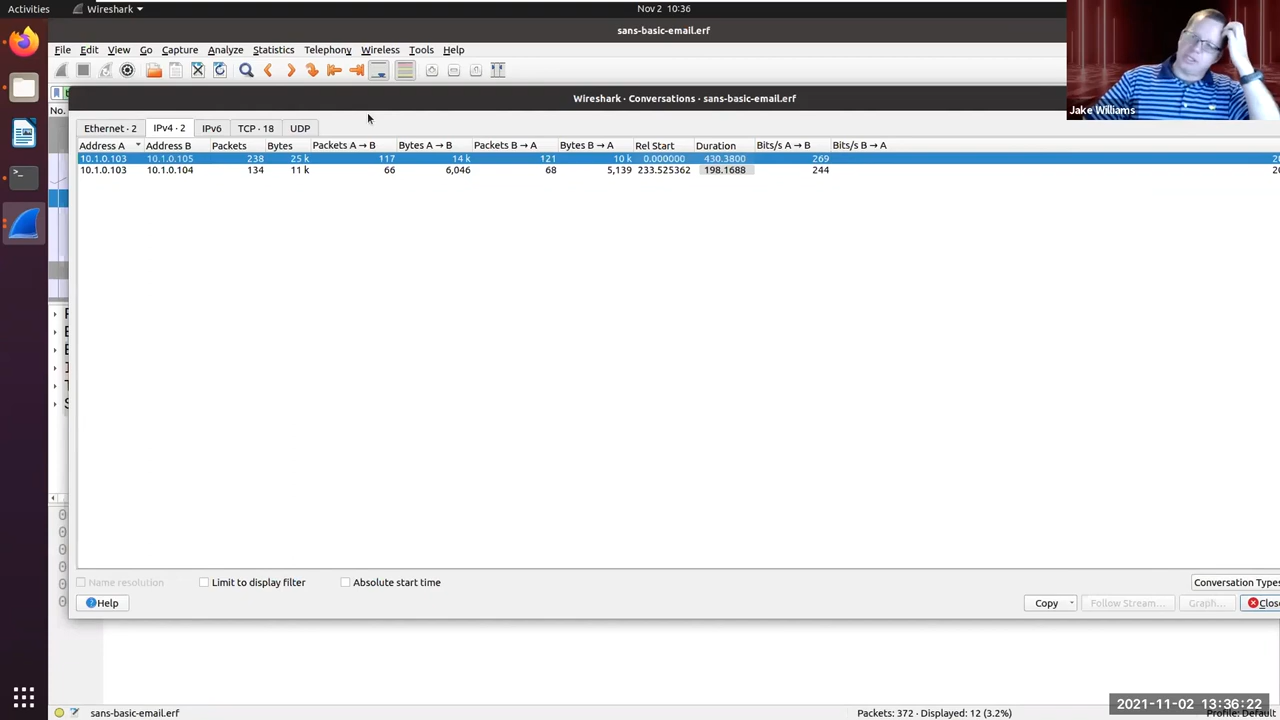 Activities Wireshark Nov 2 10:36
sans-basic-email.erf
File Edit View Go Capture Analyze Statistics Telephony Wireless Tools Help
Jake Williams
Wireshark · Conversations · sans-basic-email.erf
No.
Ethernet · 2 IPv4 · 2 IPv6 TCP · 18 UDP
Address A Address B Packets Bytes Packets A → B Bytes A → B Packets B → A Bytes B → A Rel Start Duration Bits/s A → B Bits/s B → A
10.1.0.103 10.1.0.105 238 25 k 117 14 k 121 10 k 0.000000 430.3800 269 20
10.1.0.103 10.1.0.104 134 11 k 66 6,046 68 5,139 233.525362 198.1688 244 20
Name resolution Limit to display filter Absolute start time Conversation Types
Help Copy Follow Stream... Graph... Clos
2021-11-02 13:36:22
sans-basic-email.erf Packets: 372 · Displayed: 12 (3.2%) Profile: Default